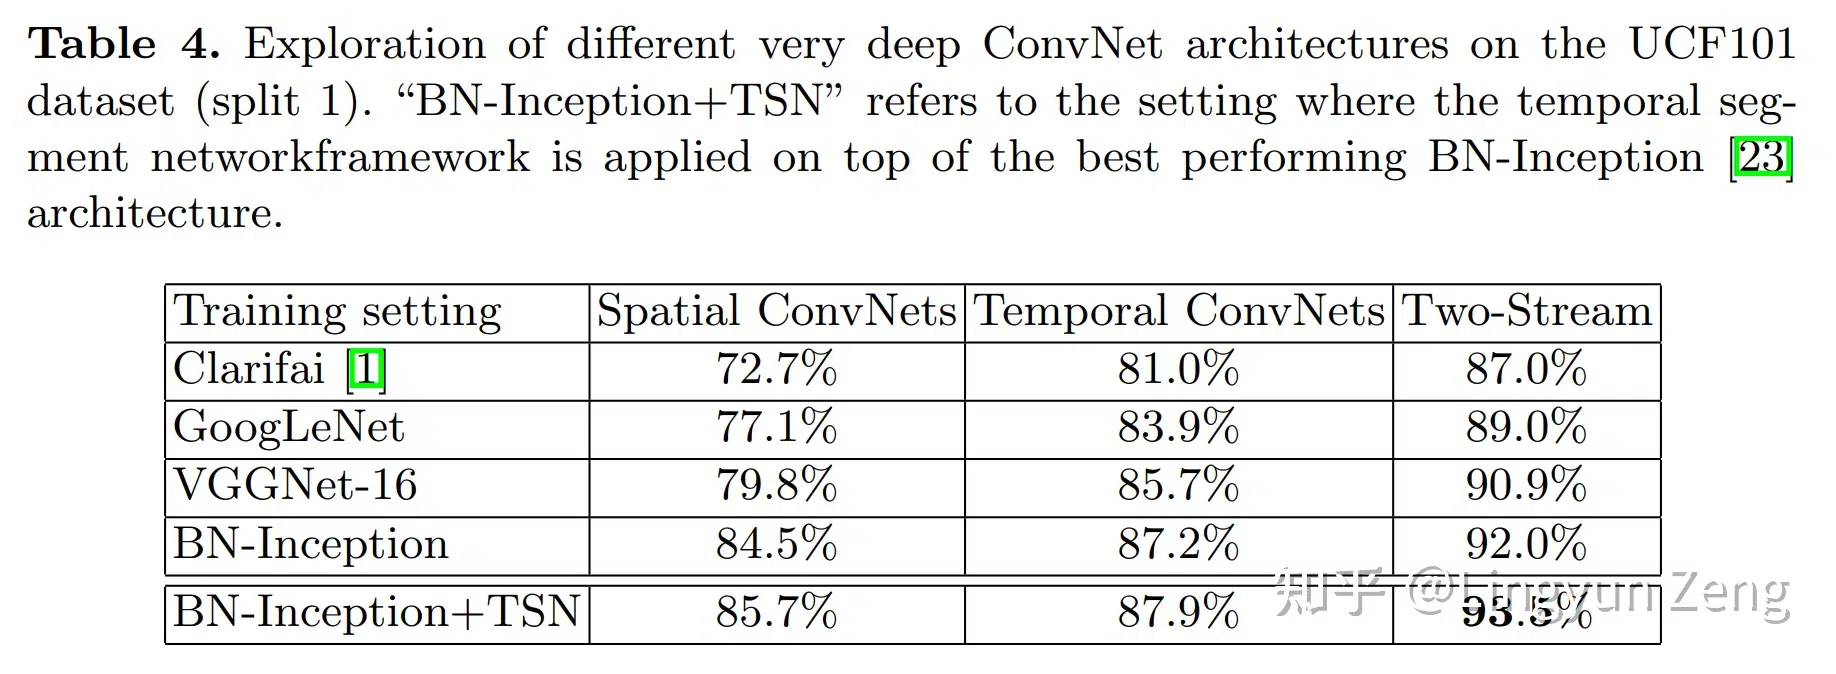 Table 4. Exploration of different very deep ConvNet architectures on the UCF101
dataset (split 1). “BN-Inception+TSN” refers to the setting where the temporal seg-
ment networkframework is applied on top of the best performing BN-Inception [23]
architecture.
Training setting Spatial ConvNets Temporal ConvNets Two-Stream
Clarifai [1] 72.7% 81.0% 87.0%
GoogLeNet 77.1% 83.9% 89.0%
VGGNet-16 79.8% 85.7% 90.9%
BN-Inception 84.5% 87.2% 92.0%
BN-Inception+TSN 85.7% 87.9% 93.5%
知乎 @Lingyun Zeng